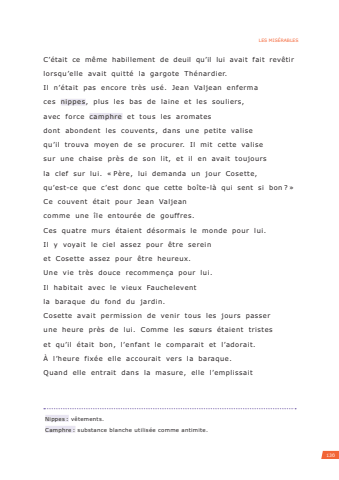 LES MISÉRABLES
C'était ce même habillement de deuil qu'il lui avait fait revêtir
lorsqu'elle avait quitté la gargote Thénardier.
Il n'était pas encore très usé. Jean Valjean enferma
ces nippes, plus les bas de laine et les souliers,
avec force camphre et tous les aromates
dont abondent les couvents, dans une petite valise
qu'il trouva moyen de se procurer. Il mit cette valise
sur une chaise près de son lit, et il en avait toujours
la clef sur lui. « Père, lui demanda un jour Cosette,
qu'est-ce que c'est donc que cette boîte-là qui sent si bon ? »
Ce couvent était pour Jean Valjean
comme une île entourée de gouffres.
Ces quatre murs étaient désormais le monde pour lui.
Il y voyait le ciel assez pour être serein
et Cosette assez pour être heureux.
Une vie très douce recommença pour lui.
Il habitait avec le vieux Fauchelevent
la baraque du fond du jardin.
Cosette avait permission de venir tous les jours passer
une heure près de lui. Comme les sœurs étaient tristes
et qu'il était bon, l'enfant le comparait et l'adorait.
À l'heure fixée elle accourait vers la baraque.
Quand elle entrait dans la masure, elle l'emplissait
Nippes : vêtements.
Camphre : substance blanche utilisée comme antimite.